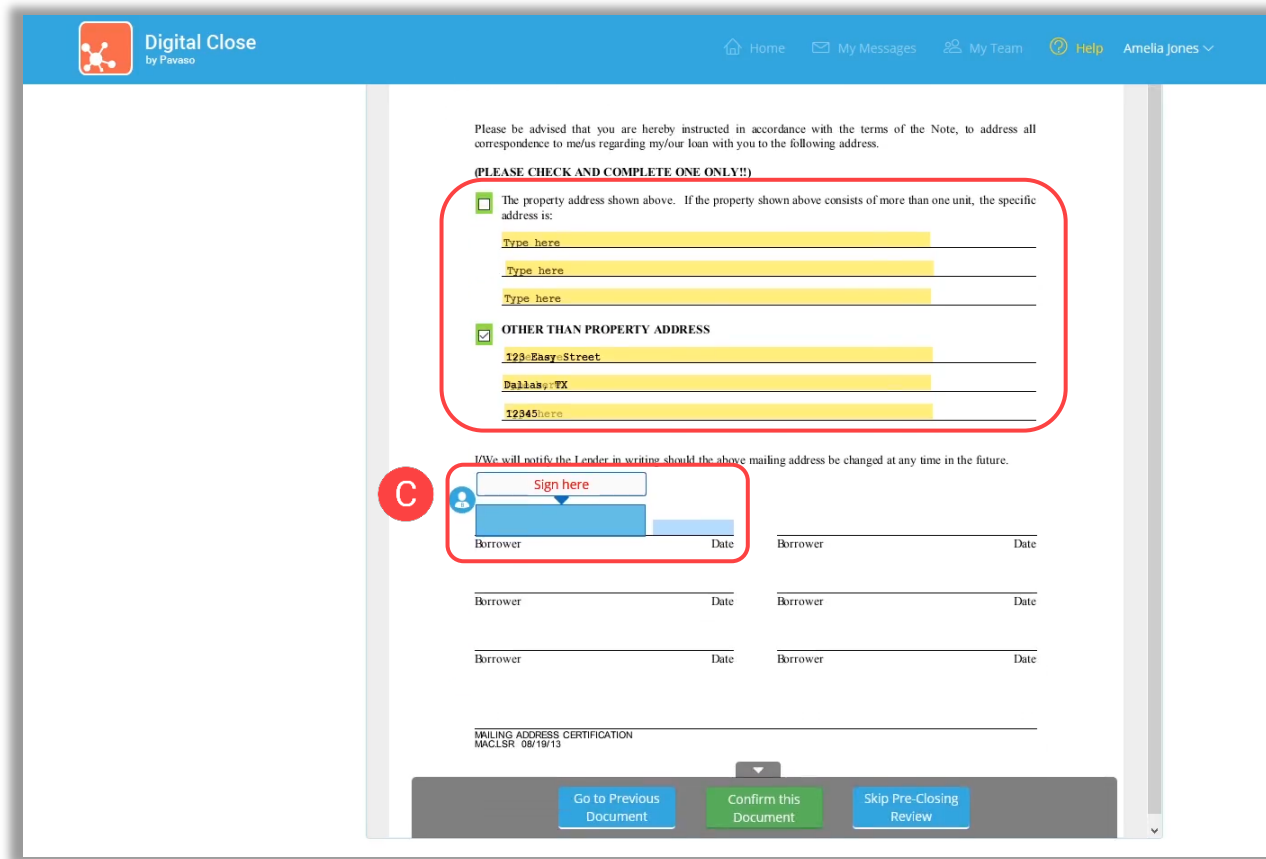 Digital Close
by Pavaso
Home
My Messages
My Team
Help
Amelia Jones
Please be advised that you are hereby instructed in accordance with the terms of the Note, to address all
correspondence to me/us regarding my/our loan with you to the following address.
(PLEASE CHECK AND COMPLETE ONE ONLY!!)
The property address shown above. If the property shown above consists of more than one unit, the specific
address is:
Type here
Type here
Type here
OTHER THAN PROPERTY ADDRESS
123 Easy Street
Dallas, TX
12345
here
I/We will notify the Lender in writing should the above mailing address be changed at any time in the future.
C
Sign here
Borrower Date Borrower Date
Borrower Date Borrower Date
Borrower Date Borrower Date
MAILING ADDRESS CERTIFICATION
MAC.LSR 08/19/13
Go to Previous
Document
Confirm this
Document
Skip Pre-Closing
Review